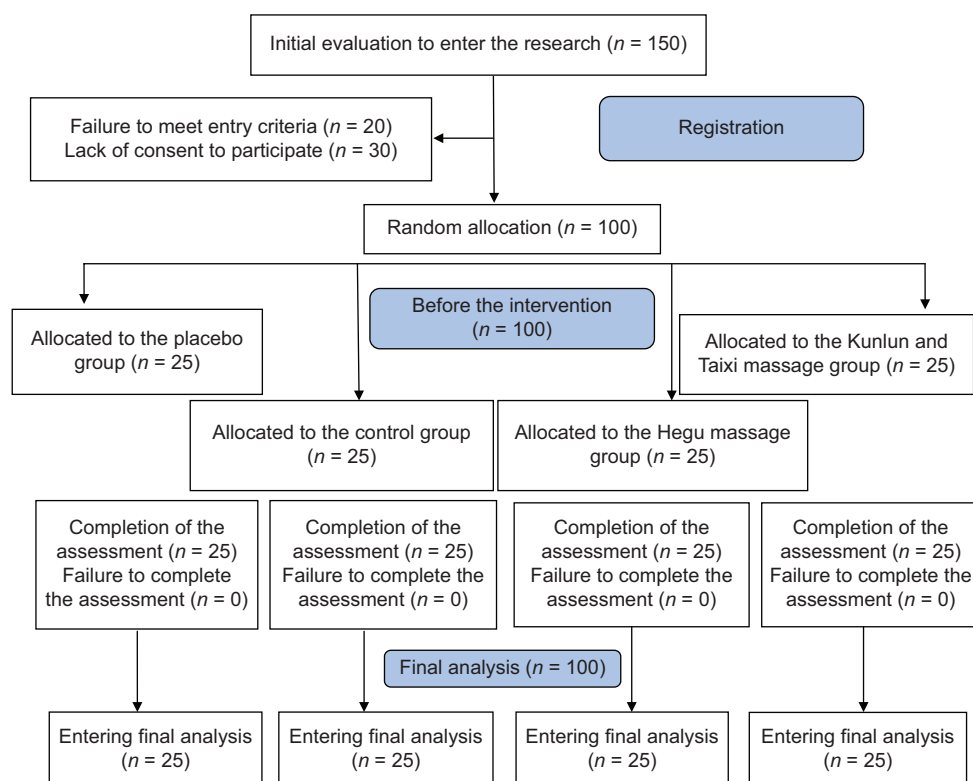 Initial evaluation to enter the research (n = 150)
Failure to meet entry criteria (n = 20)
Lack of consent to participate (n = 30)
Registration
Random allocation (n = 100)
Before the intervention
(n = 100)
Allocated to the placebo
group (n = 25)
Allocated to the Kunlun and
Taixi massage group (n = 25)
Allocated to the control group
(n = 25)
Allocated to the Hegu massage
group (n = 25)
Completion of the
assessment (n = 25)
Failure to complete
the assessment (n = 0)
Completion of the
assessment (n = 25)
Failure to complete the
assessment (n = 0)
Completion of the
assessment (n = 25)
Failure to complete the
assessment (n = 0)
Completion of the
assessment (n = 25)
Failure to complete the
assessment (n = 0)
Final analysis (n = 100)
Entering final analysis
(n = 25)
Entering final analysis
(n = 25)
Entering final analysis
(n = 25)
Entering final analysis
(n = 25)